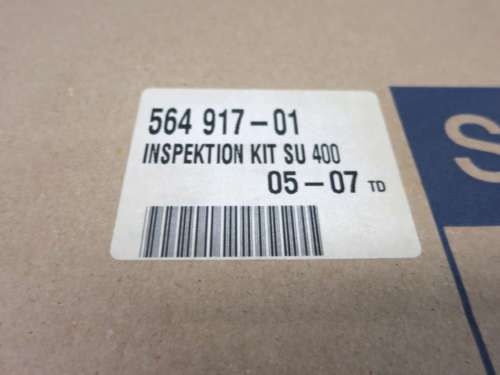 564 917-01
INSPEKTION KIT SU 400
05-07 TD
S